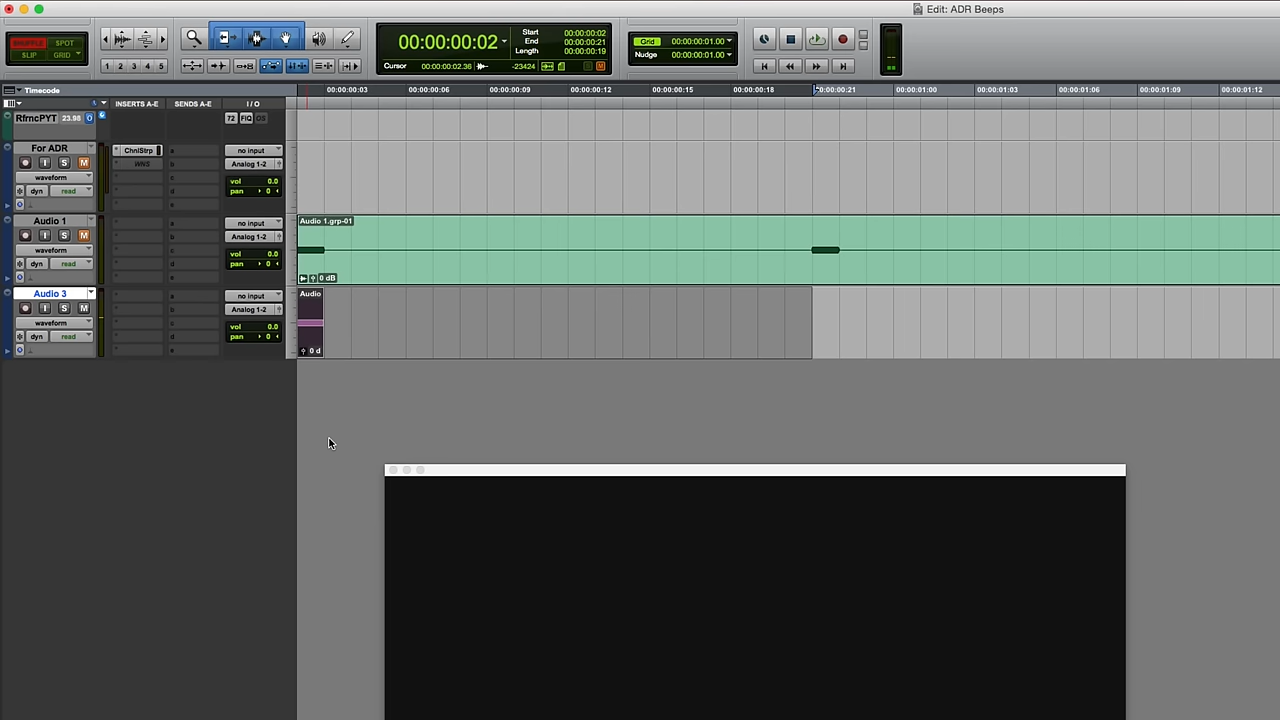 Edit: ADR Beeps
SHUFFLE SPOT
SLIP GRID
1 2 3 4 5
00:00:00:02
Start 00:00:00:02
End 00:00:00:21
Length 00:00:00:19
Cursor 00:00:00:02.36 -23424
Grid 00:00:00:01.00
Nudge 00:00:00:01.00
Timecode
00:00:00:03 00:00:00:06 00:00:00:09 00:00:00:12 00:00:00:15 00:00:00:18 00:00:00:21 00:00:01:00 00:00:01:03 00:00:01:06 00:00:01:09 00:00:01:12
INSERTS A-E SENDS A-E I / O
RfrncPYT 23.98 O 72 FIQ OS
For ADR ChnlStrp a no input
I S M WNS b Analog 1-2
waveform c vol 0.0
dyn read d pan 0
e
Audio 1 a no input
I S M b Analog 1-2
waveform c vol 0.0
dyn read d pan 0
e
Audio 1.grp-01
0 dB
Audio 3 a no input
I S M b Analog 1-2
waveform c vol 0.0
dyn read d pan 0
e
Audio
0 d